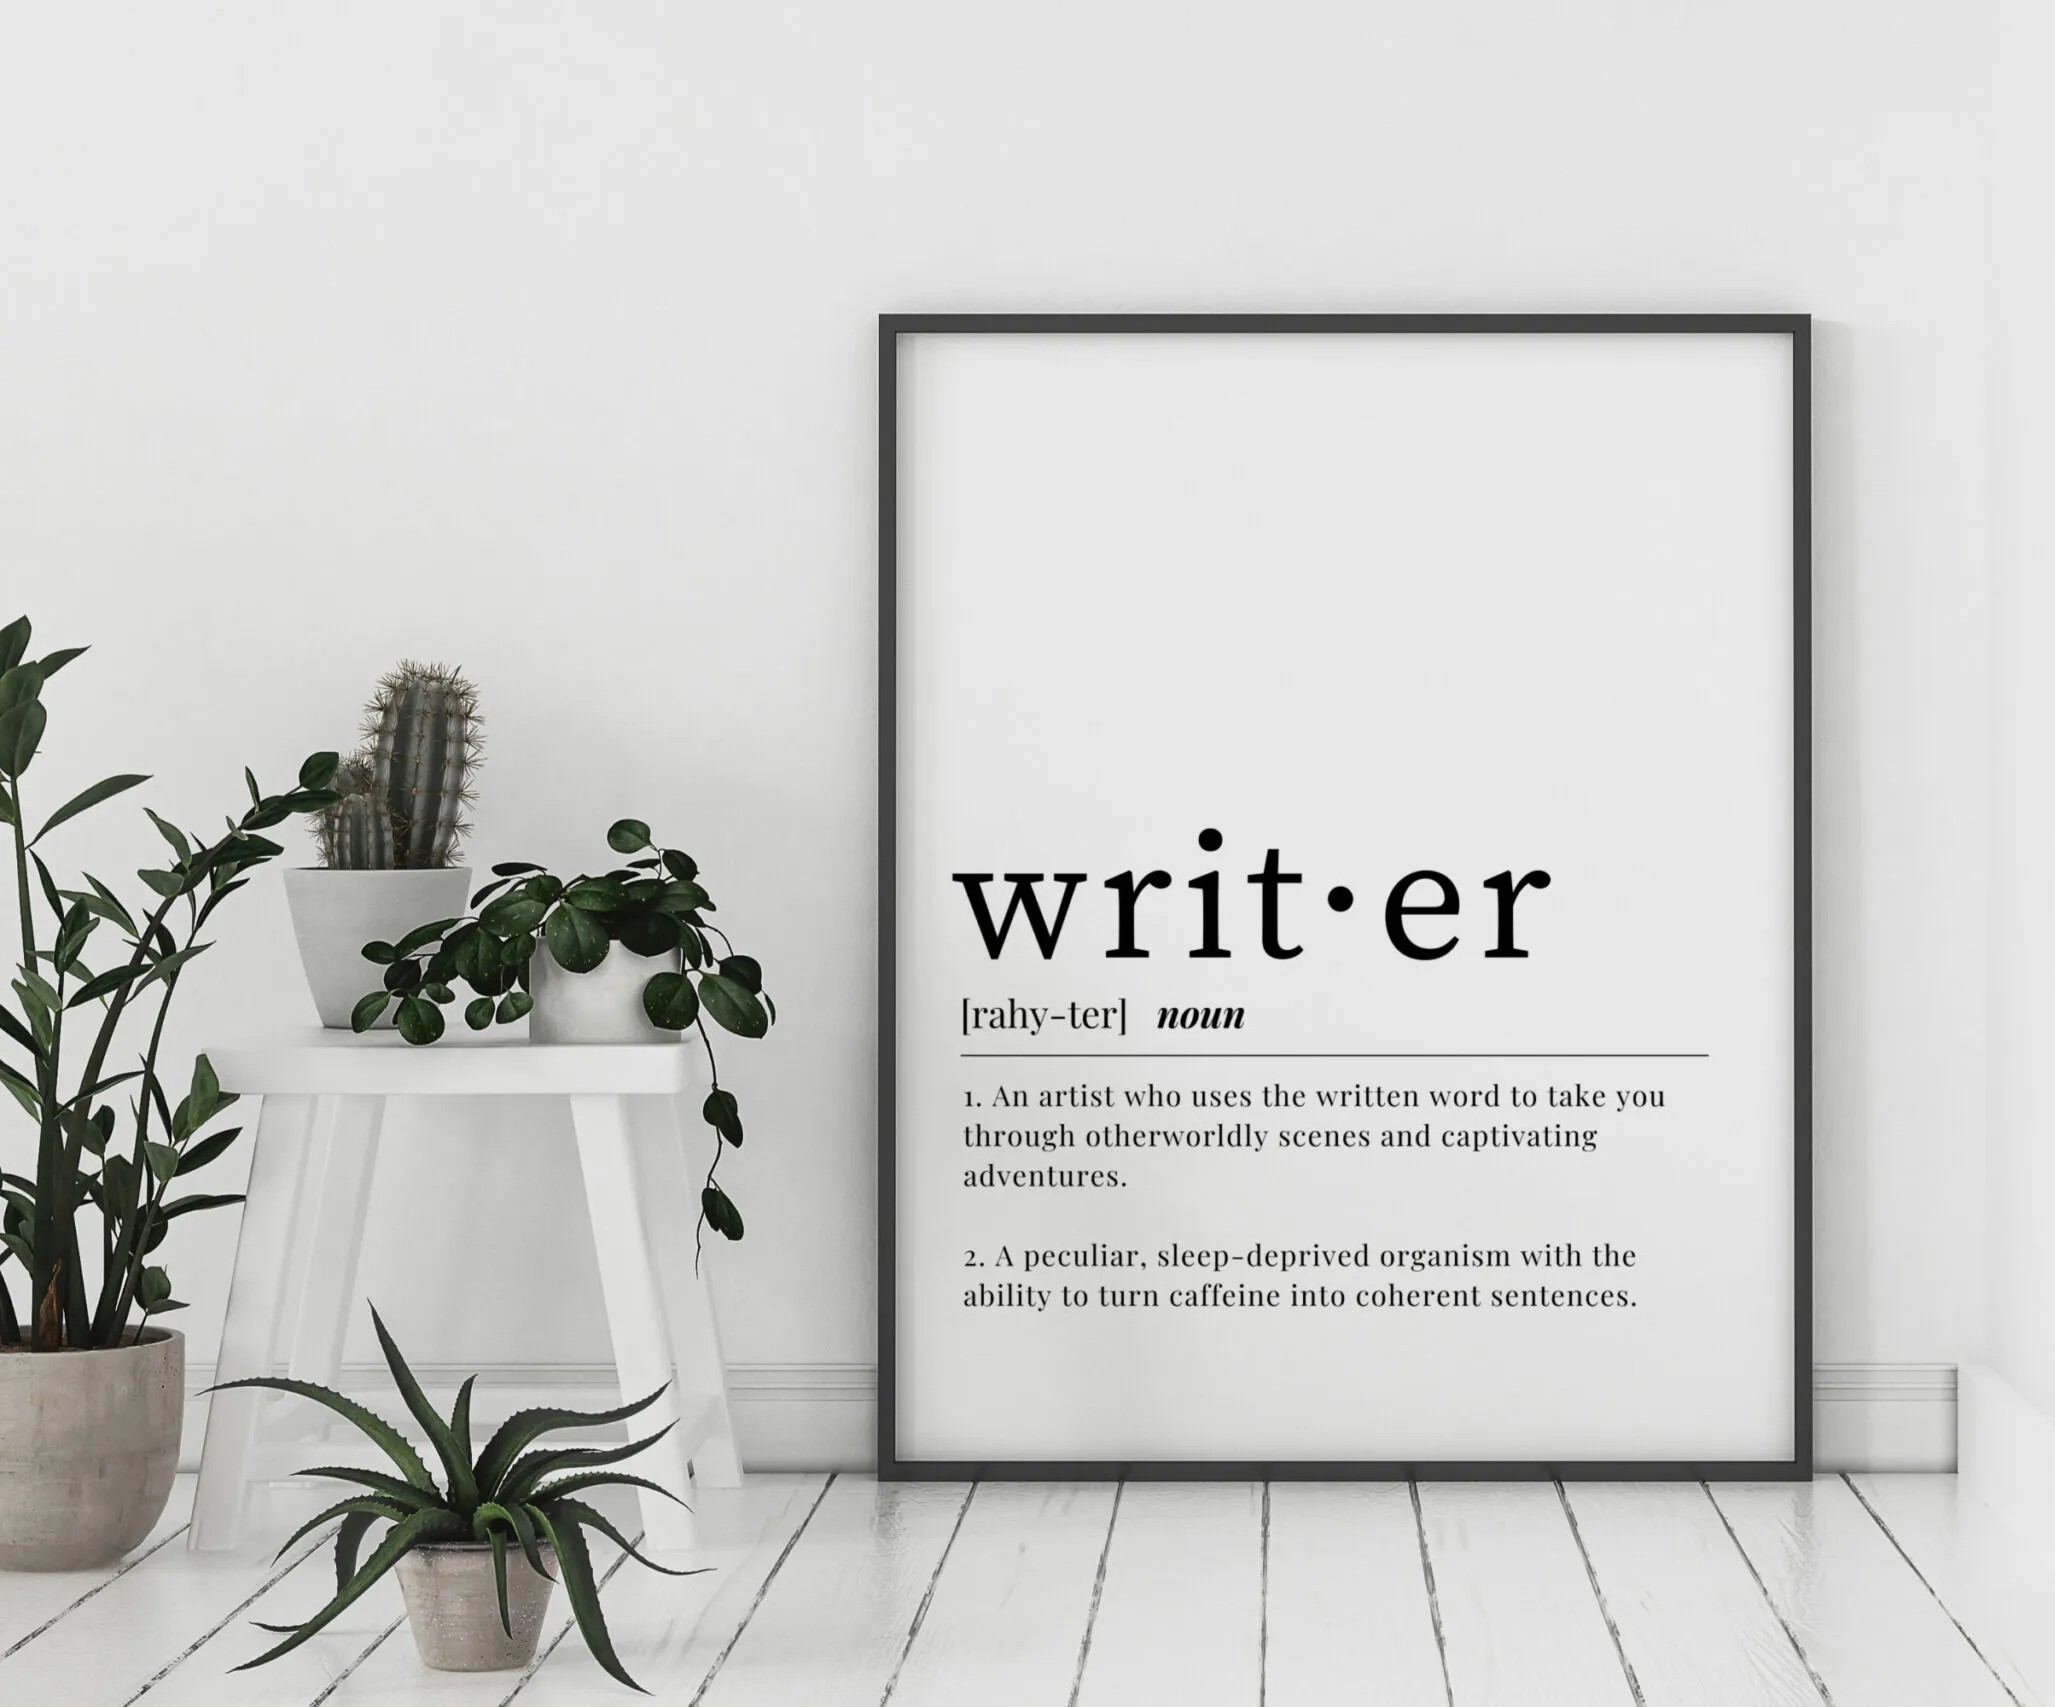 writ·er
[rahy-ter] noun
1. An artist who uses the written word to take you
through otherworldly scenes and captivating
adventures.
2. A peculiar, sleep-deprived organism with the
ability to turn caffeine into coherent sentences.